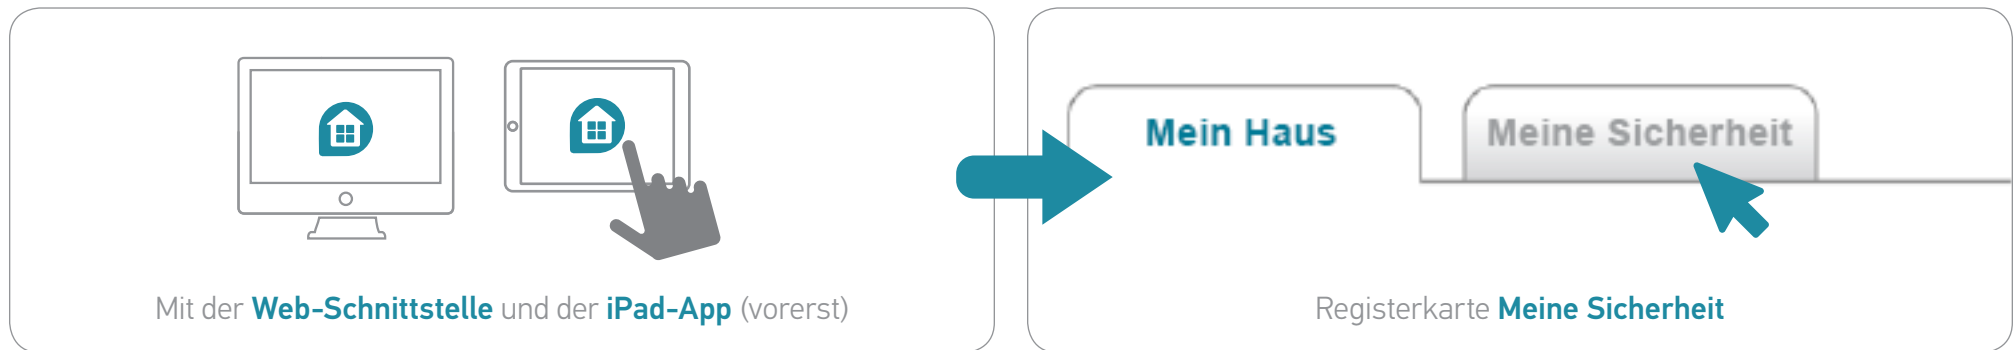 Mein Haus
Meine Sicherheit
Mit der Web-Schnittstelle und der iPad-App (vorerst)
Registerkarte Meine Sicherheit